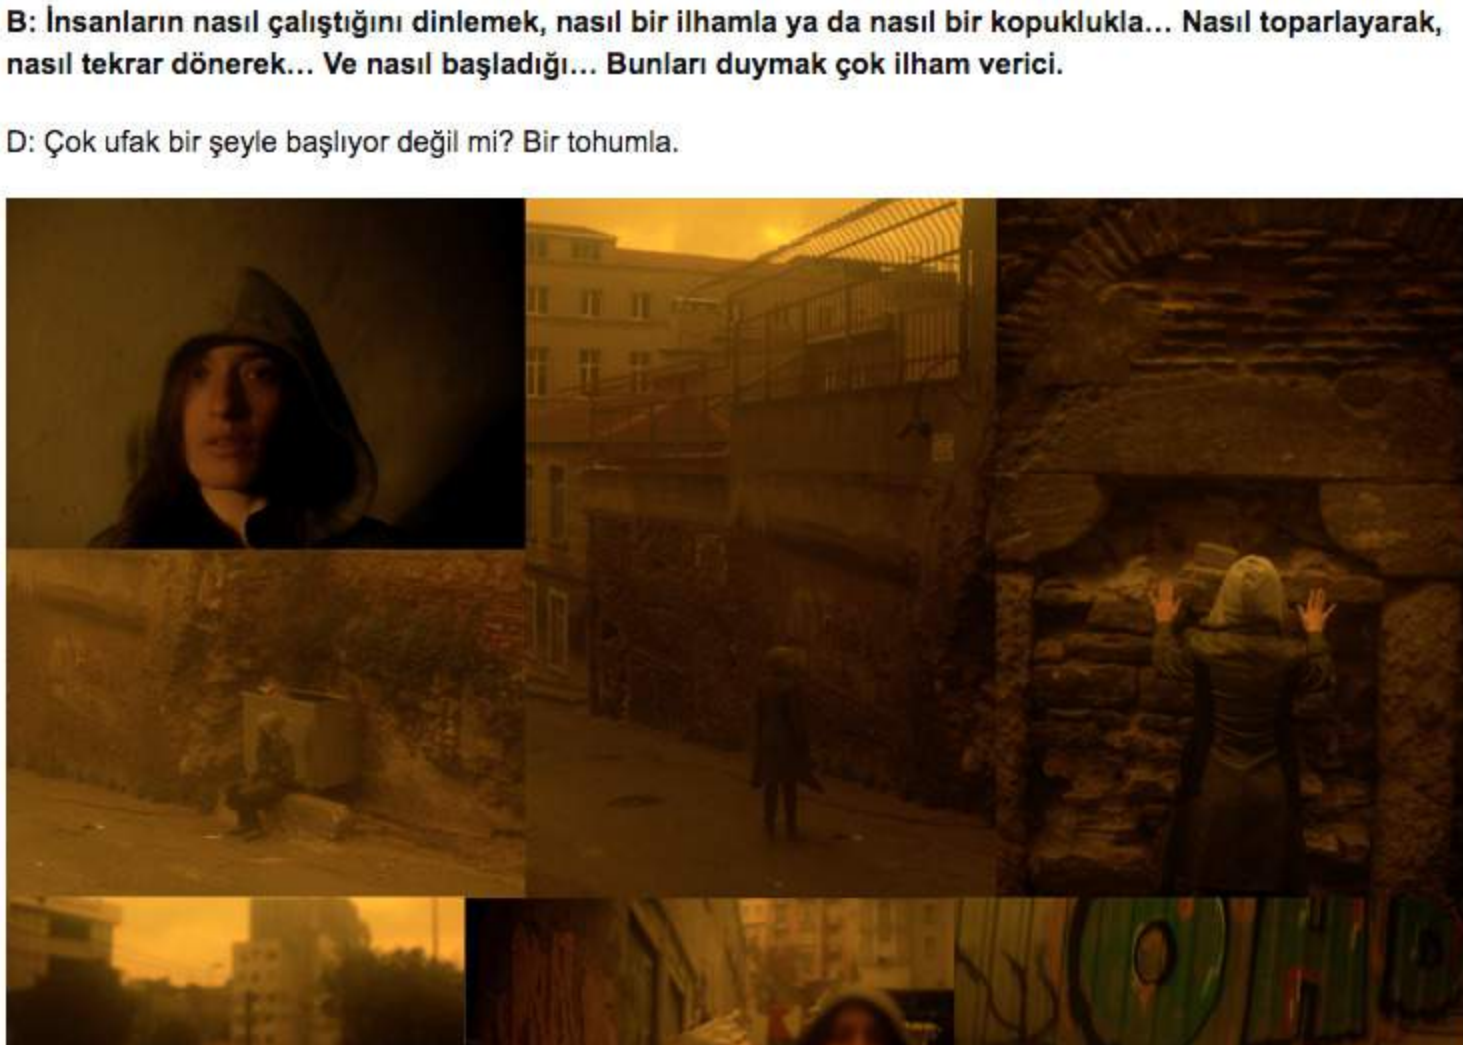 B: İnsanların nasıl çalıştığını dinlemek, nasıl bir ilhamla ya da nasıl bir kopuklukla... Nasıl toparlayarak,
nasıl tekrar dönerek... Ve nasıl başladığı... Bunları duymak çok ilham verici.
D: Çok ufak bir şeyle başlıyor değil mi? Bir tohumla.